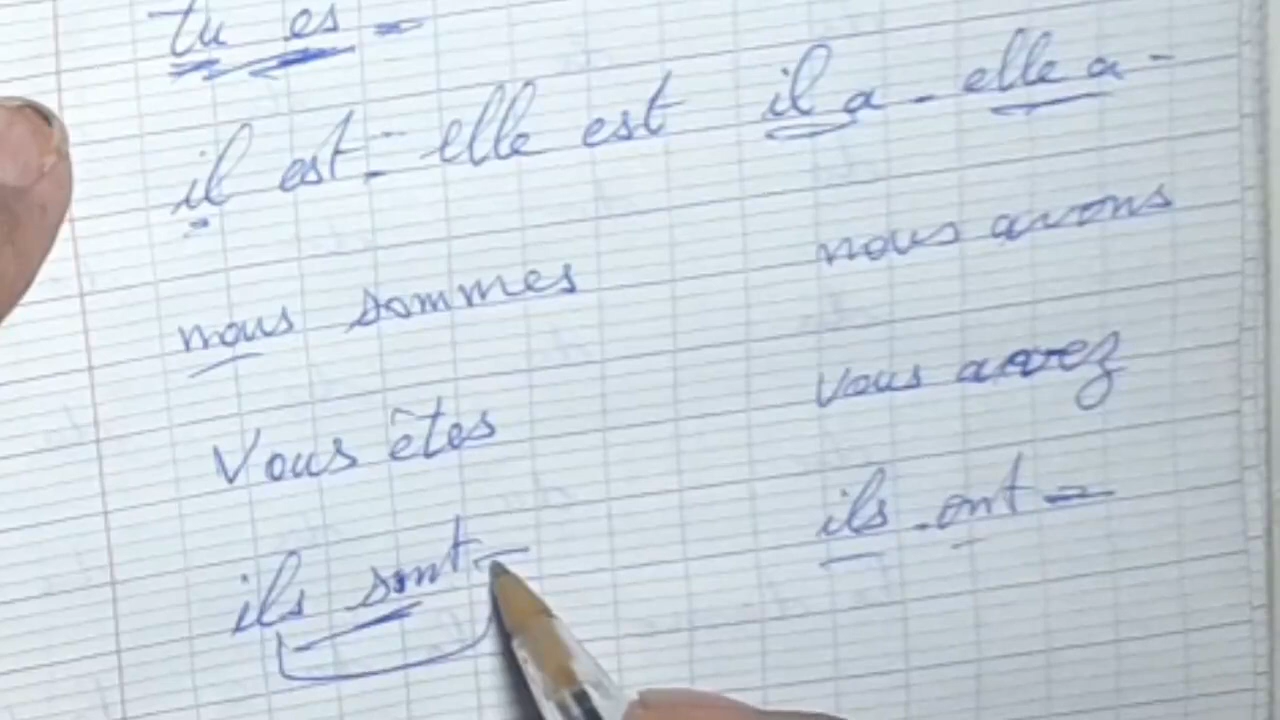 tu es =
il est = elle est il a - elle a -
nous sommes nous avons
Vous êtes vous avez
ils sont = ils ont =